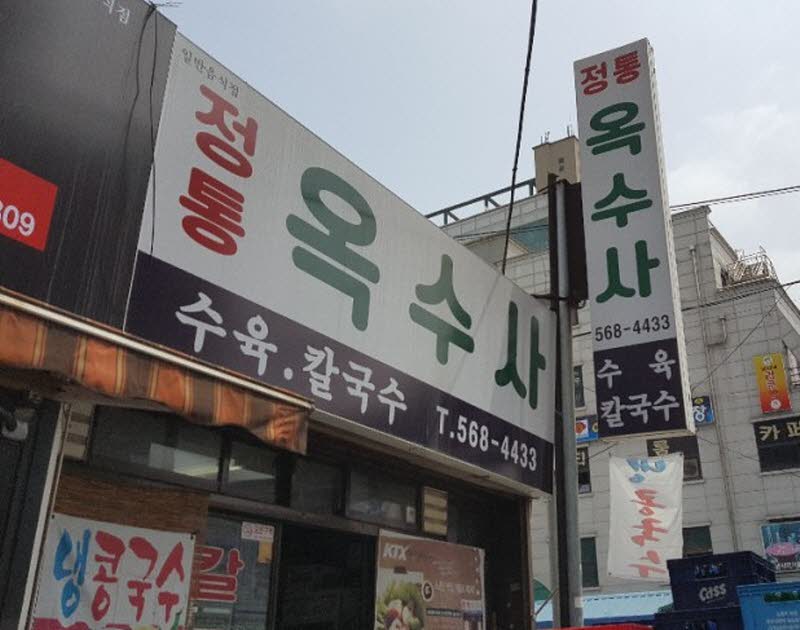 일반음식점
정통
옥수사
수육.칼국수
T.568-4433
정통
옥수사
568-4433
수육
칼국수
309
냉콩국수
칼
KTX
냉콩국수
카페
Cass